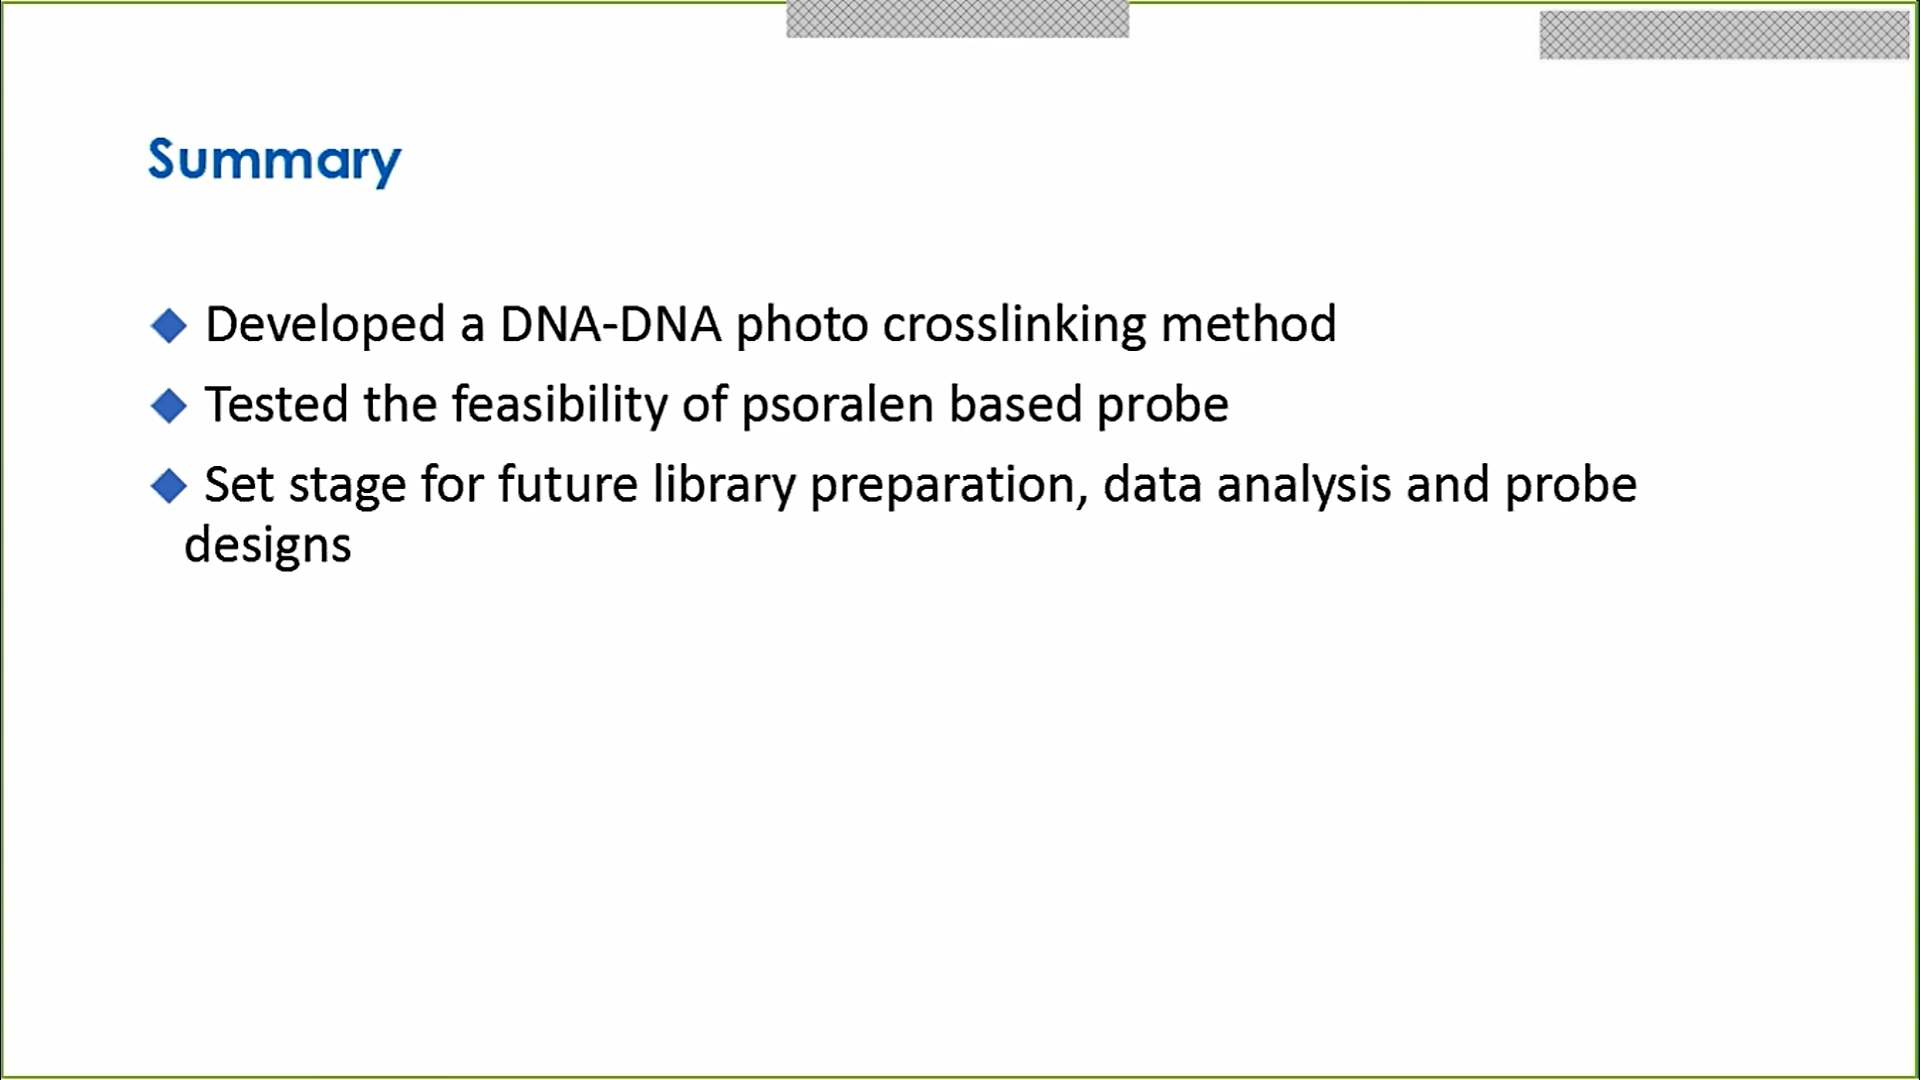 Summary
Developed a DNA-DNA photo crosslinking method
Tested the feasibility of psoralen based probe
Set stage for future library preparation, data analysis and probe
designs